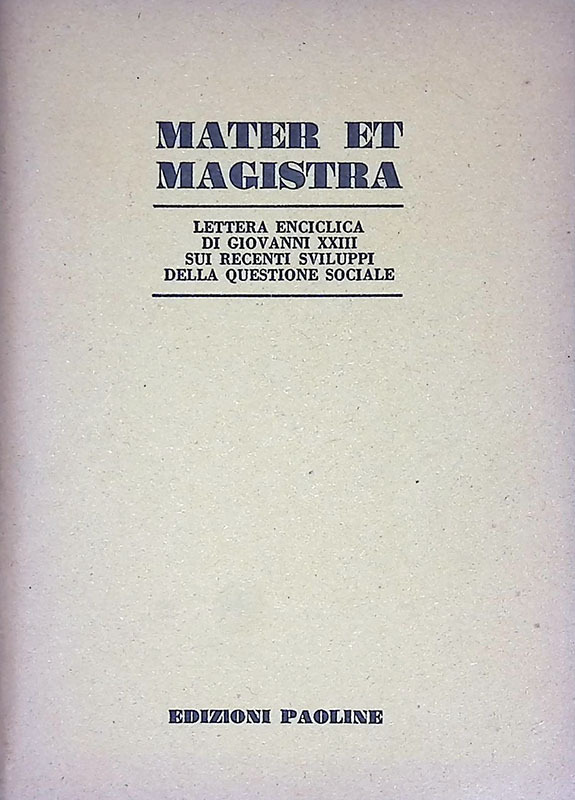 MATER ET
MAGISTRA
LETTERA ENCICLICA
DI GIOVANNI XXIII
SUI RECENTI SVILUPPI
DELLA QUESTIONE SOCIALE
EDIZIONI PAOLINE